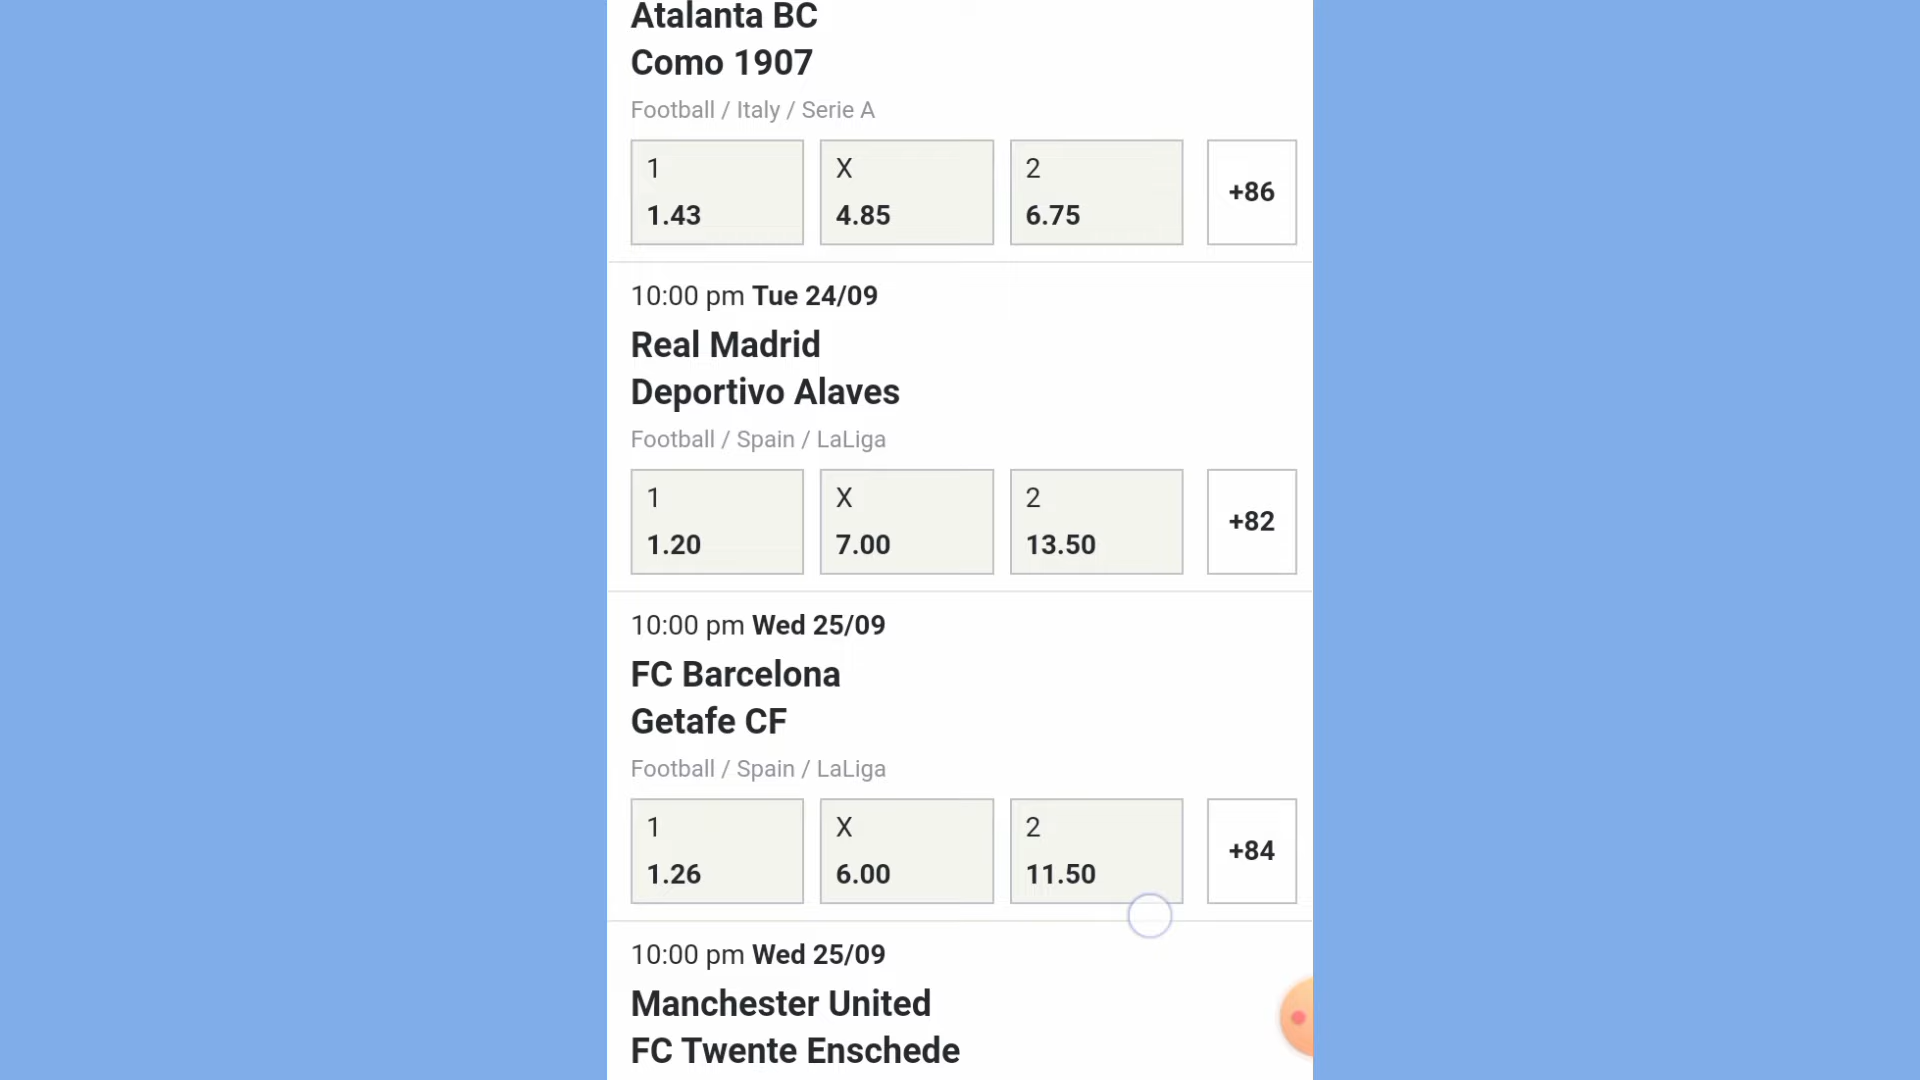 Atalanta BC
Como 1907
Football / Italy / Serie A
1 X 2 +86
1.43 4.85 6.75
10:00 pm Tue 24/09
Real Madrid
Deportivo Alaves
Football / Spain / LaLiga
1 X 2 +82
1.20 7.00 13.50
10:00 pm Wed 25/09
FC Barcelona
Getafe CF
Football / Spain / LaLiga
1 X 2 +84
1.26 6.00 11.50
10:00 pm Wed 25/09
Manchester United
FC Twente Enschede